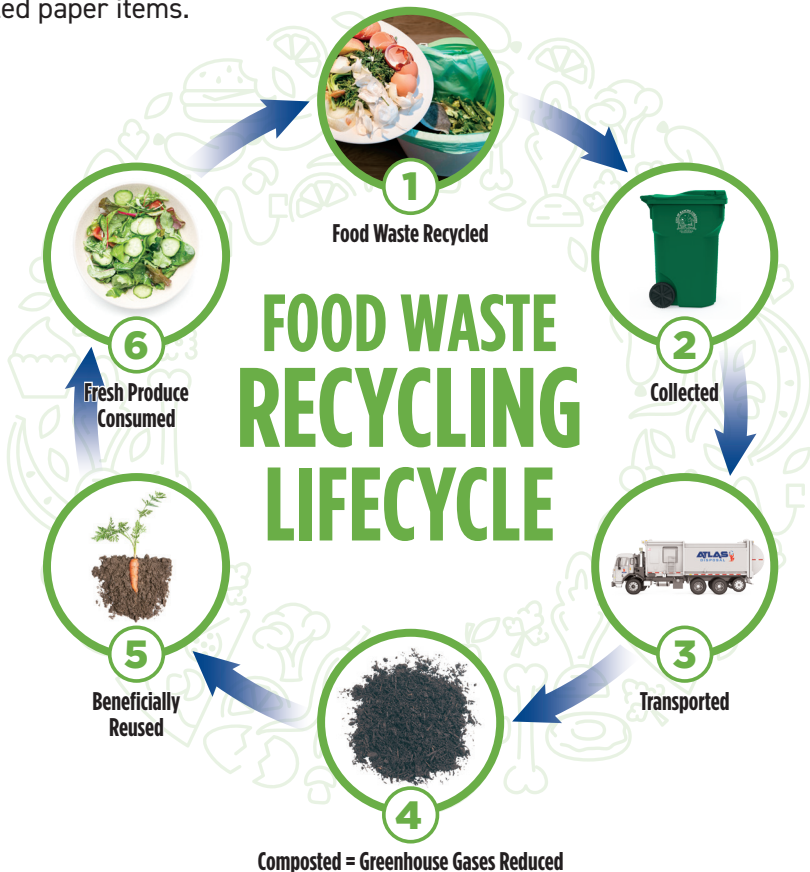 ed paper items.
1
Food Waste Recycled
2
Collected
3
Transported
4
Composted = Greenhouse Gases Reduced
5
Beneficially
Reused
6
Fresh Produce
Consumed
FOOD WASTE
RECYCLING
LIFECYCLE
ATLAS
DISPOSAL